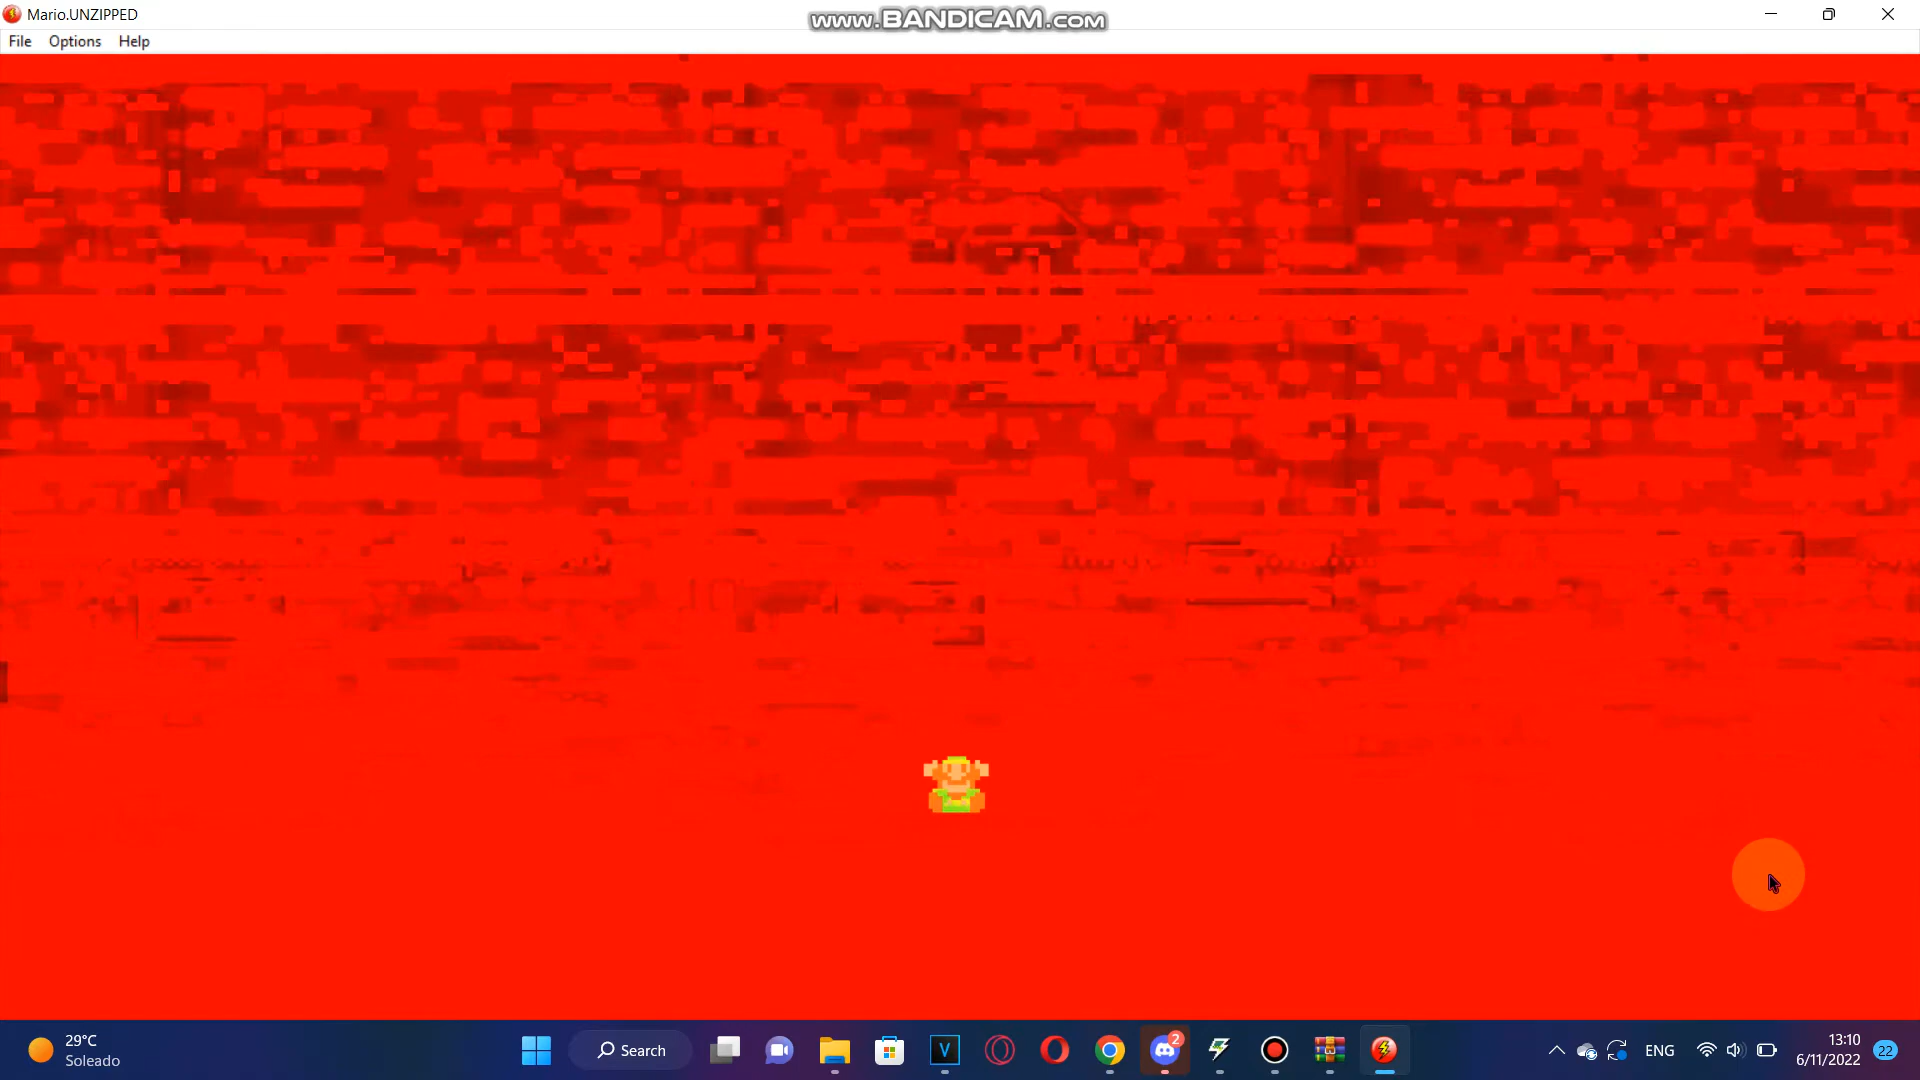 Mario.UNZIPPED
www.BANDICAM.com
File Options Help
29°C
Soleado
Search
V
2
ENG
13:10
6/11/2022
22